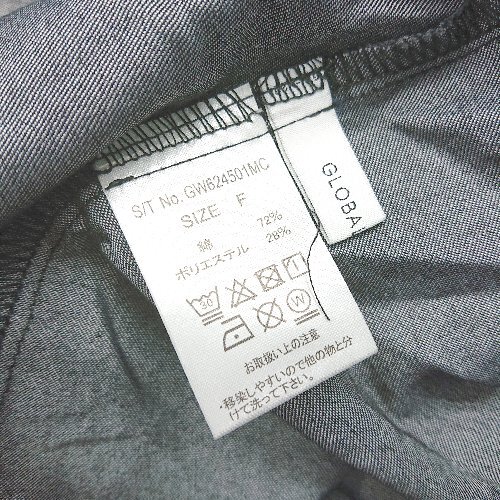 S/T No. GW624501MC
SIZE F
綿 72%
ポリエステル 28%
30
W
お取扱い上の注意
・移染しやすいので他の物と分
けて洗って下さい。
GLOBA